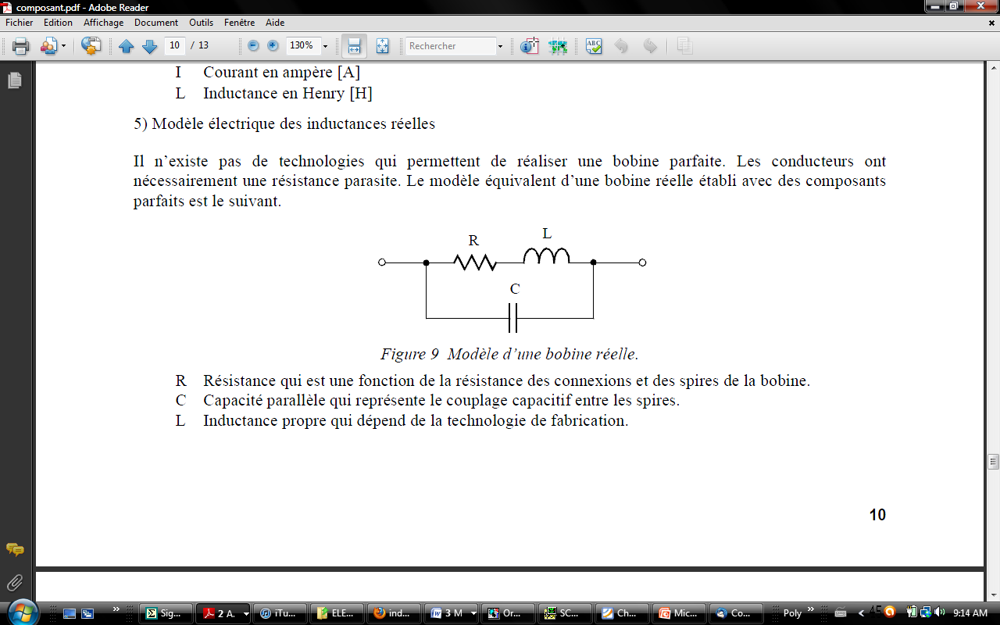 composant.pdf - Adobe Reader
Fichier Edition Affichage Document Outils Fenêtre Aide
10 / 13 130% Rechercher
I Courant en ampère [A]
L Inductance en Henry [H]
5) Modèle électrique des inductances réelles
Il n’existe pas de technologies qui permettent de réaliser une bobine parfaite. Les conducteurs ont
nécessairement une résistance parasite. Le modèle équivalent d’une bobine réelle établi avec des composants
parfaits est le suivant.
R L
C
Figure 9 Modèle d’une bobine réelle.
R Résistance qui est une fonction de la résistance des connexions et des spires de la bobine.
C Capacité parallèle qui représente le couplage capacitif entre les spires.
L Inductance propre qui dépend de la technologie de fabrication.
10
Sig... 2 A. iTu... ELE... ind... 3 M Or... SC... Ch... Mic... Co... Poly 45 9:14 AM